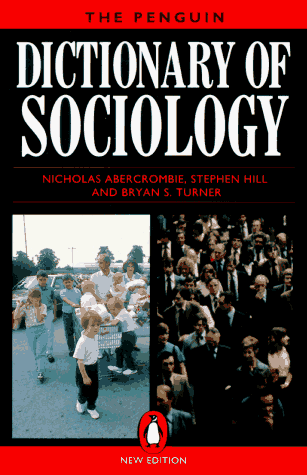 THE PENGUIN
DICTIONARY OF
SOCIOLOGY
NICHOLAS ABERCROMBIE, STEPHEN HILL
AND BRYAN S. TURNER
NEW EDITION